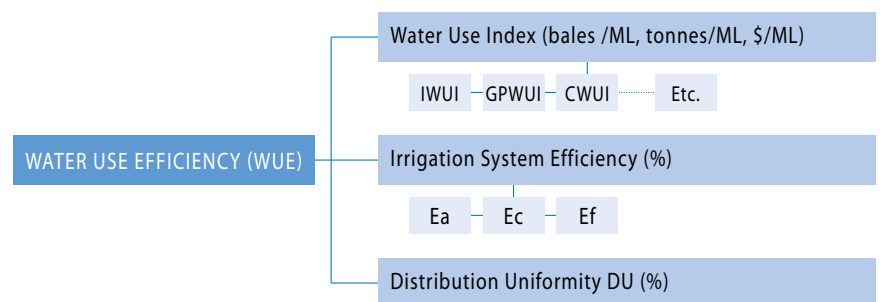 Water Use Index (bales /ML, tonnes/ML, $/ML)
IWUI GPWUI CWUI Etc.
WATER USE EFFICIENCY (WUE)
Irrigation System Efficiency (%)
Ea Ec Ef
Distribution Uniformity DU (%)